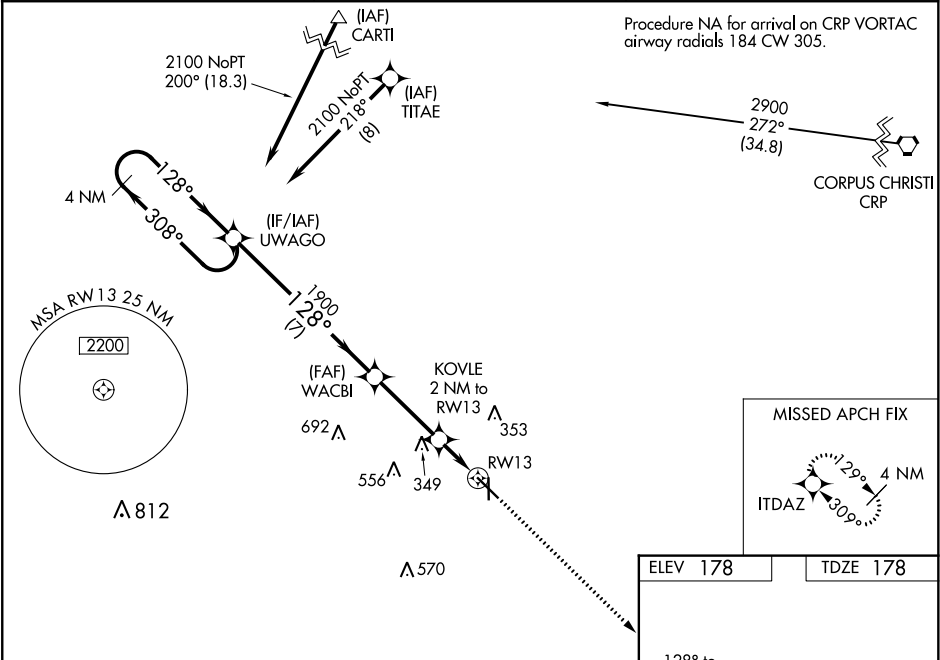 (IAF)
CARTI
Procedure NA for arrival on CRP VORTAC
airway radials 184 CW 305.
2100 NoPT
200° (18.3)
(IAF)
TITAE
2100 NoPT
218°
(8)
2900
272°
(34.8)
CORPUS CHRISTI
CRP
4 NM
128°
308°
(IF/IAF)
UWAGO
MSA RW13 25 NM
2200
1900
128°
(7)
(FAF)
WACBI
KOVLE
2 NM to
RW13
353
692
RW13
556
349
812
570
MISSED APCH FIX
129°
4 NM
ITDAZ
309°
ELEV 178
TDZE 178
128° to